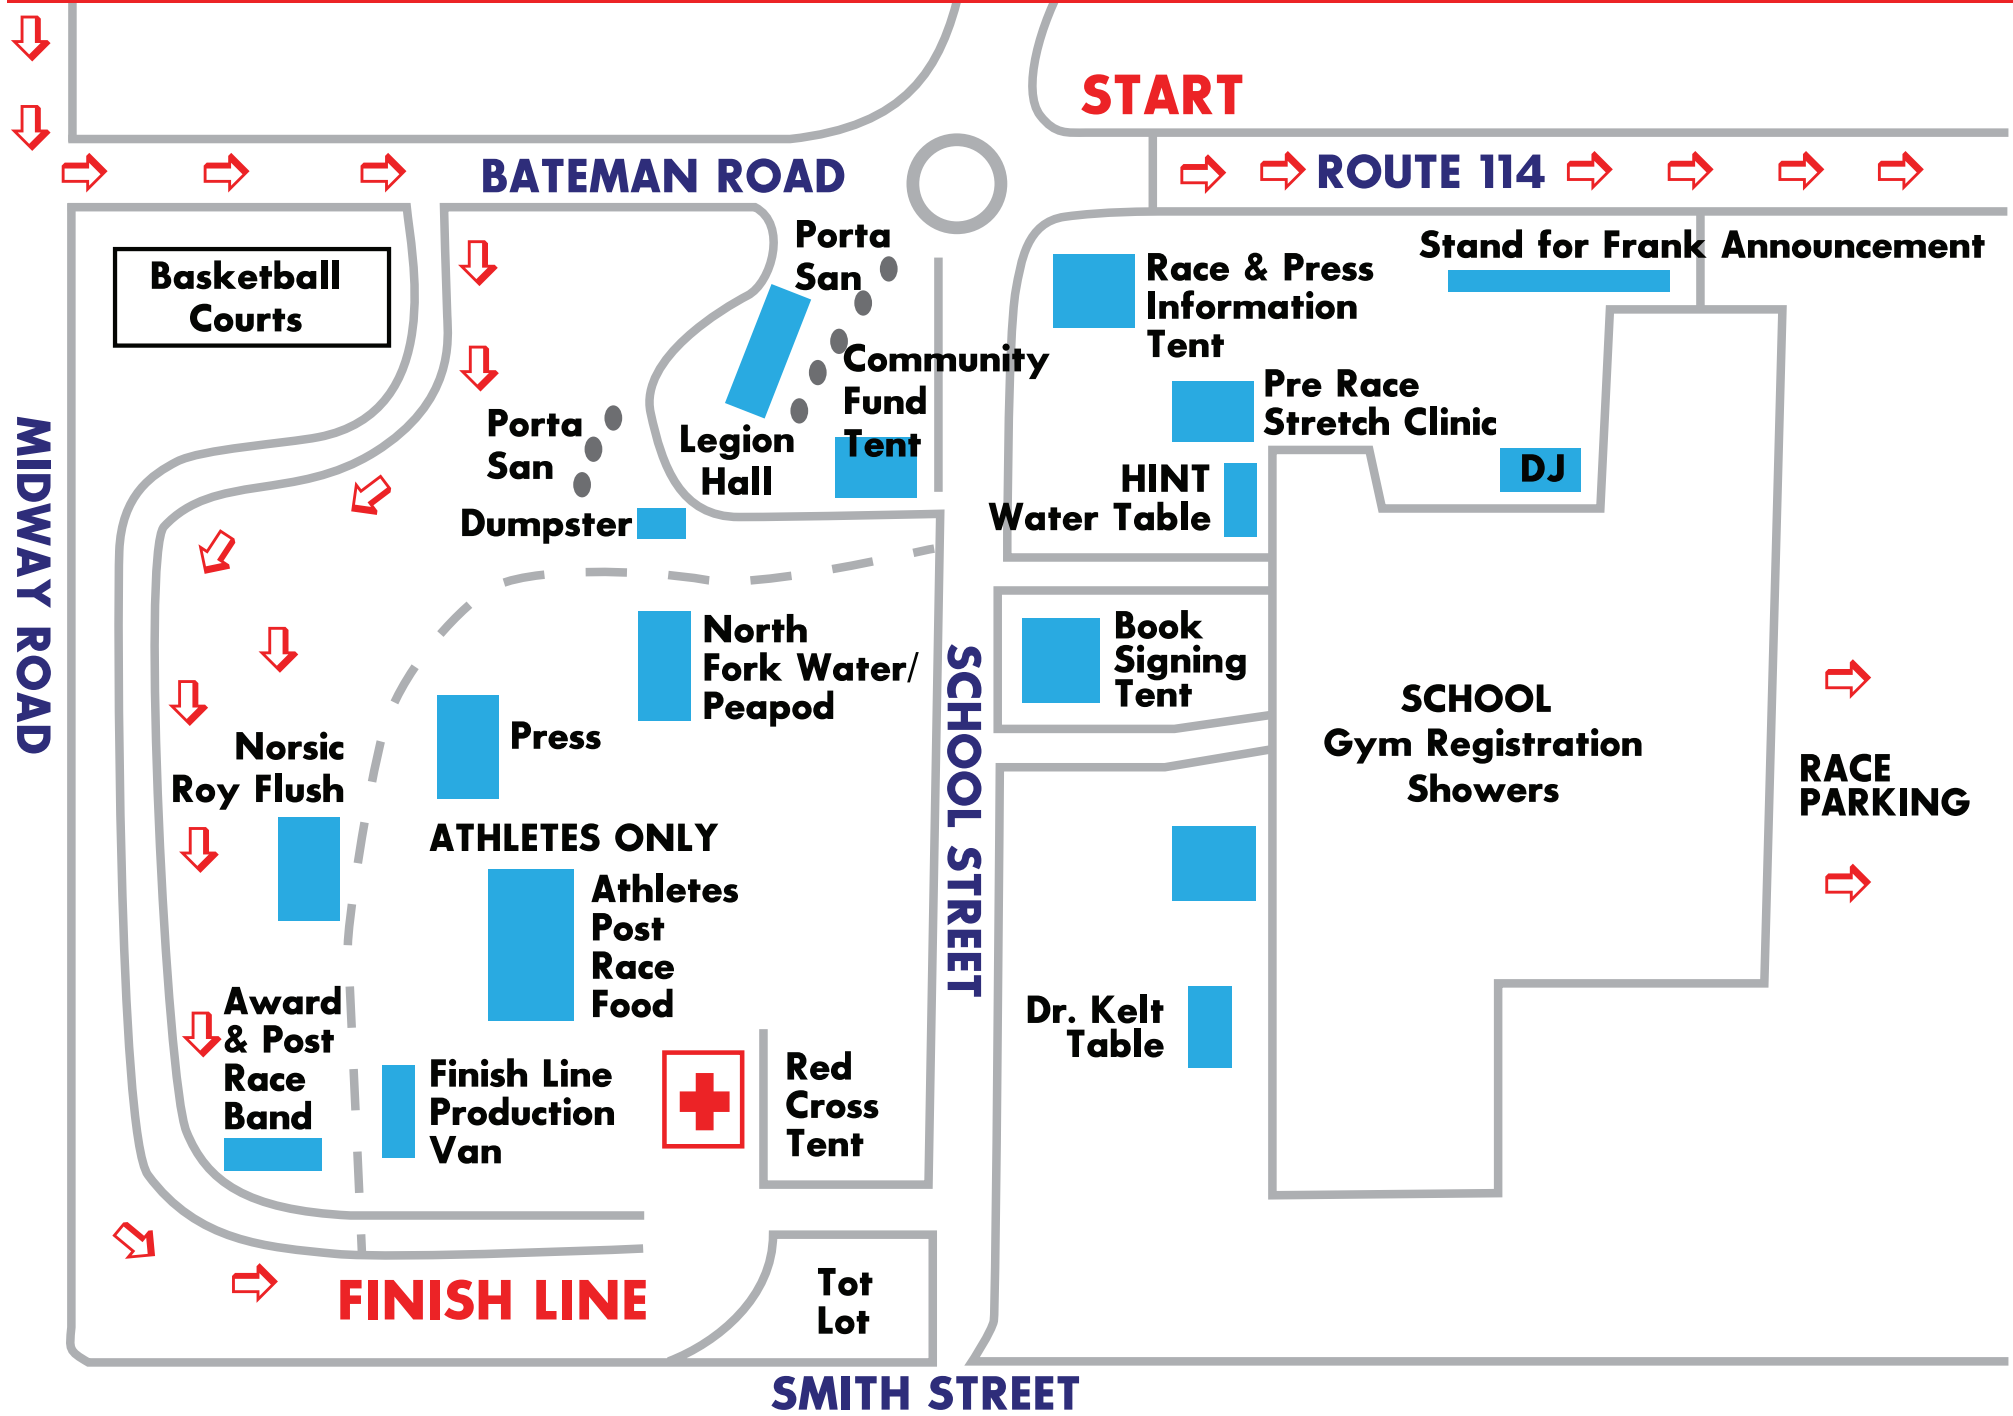 START
BATEMAN ROAD
ROUTE 114
Basketball
Courts
Porta
San
Race & Press
Information
Tent
Stand for Frank Announcement
Community
Fund
Tent
Pre Race
Stretch Clinic
Porta
San
Legion
Hall
DJ
HINT
Water Table
Dumpster
MIDWAY ROAD
North
Fork Water/
Peapod
SCHOOL STREET
Book
Signing
Tent
SCHOOL
Gym Registration
Showers
Press
Norsic
Roy Flush
RACE
PARKING
ATHLETES ONLY
Athletes
Post
Race
Food
Award
& Post
Race
Band
Dr. Kelt
Table
Finish Line
Production
Van
Red
Cross
Tent
FINISH LINE
Tot
Lot
SMITH STREET